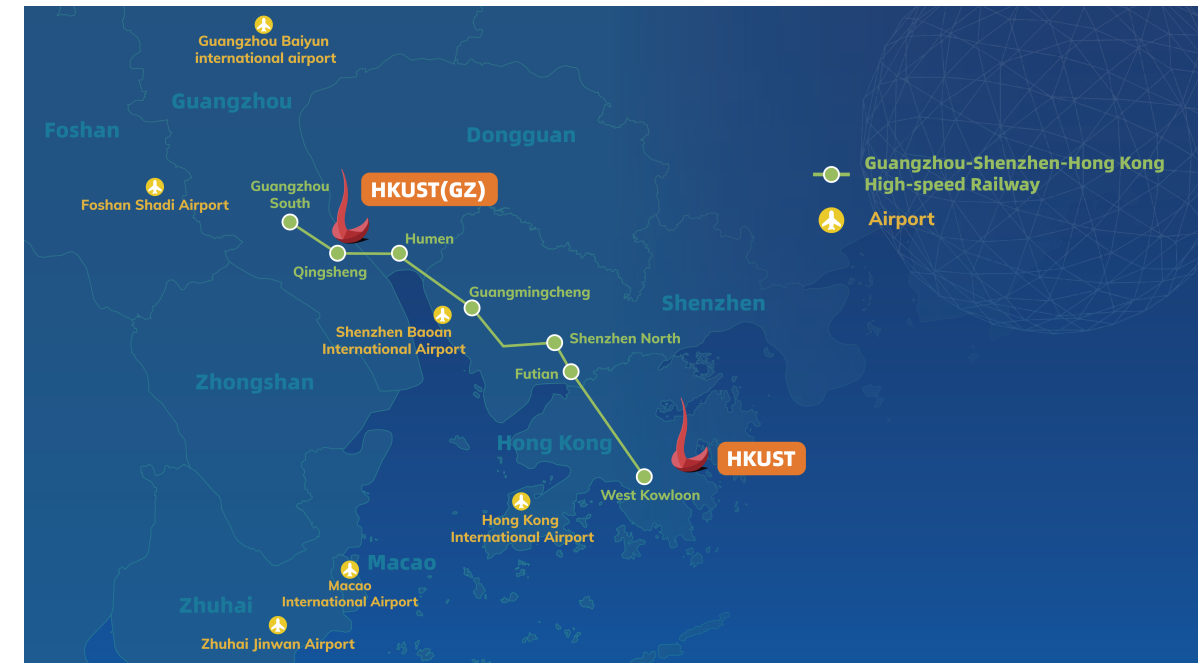 Guangzhou Baiyun
international airport
Guangzhou
Foshan
Dongguan
Guangzhou-Shenzhen-Hong Kong
High-speed Railway
Airport
Foshan Shadi Airport
Guangzhou
South
HKUST(GZ)
Humen
Qingsheng
Guangmingcheng
Shenzhen
Shenzhen Baoan
International Airport
Shenzhen North
Futian
Zhongshan
Hong Kong
HKUST
West Kowloon
Hong Kong
International Airport
Macao
Macao
International Airport
Zhuhai
Zhuhai Jinwan Airport